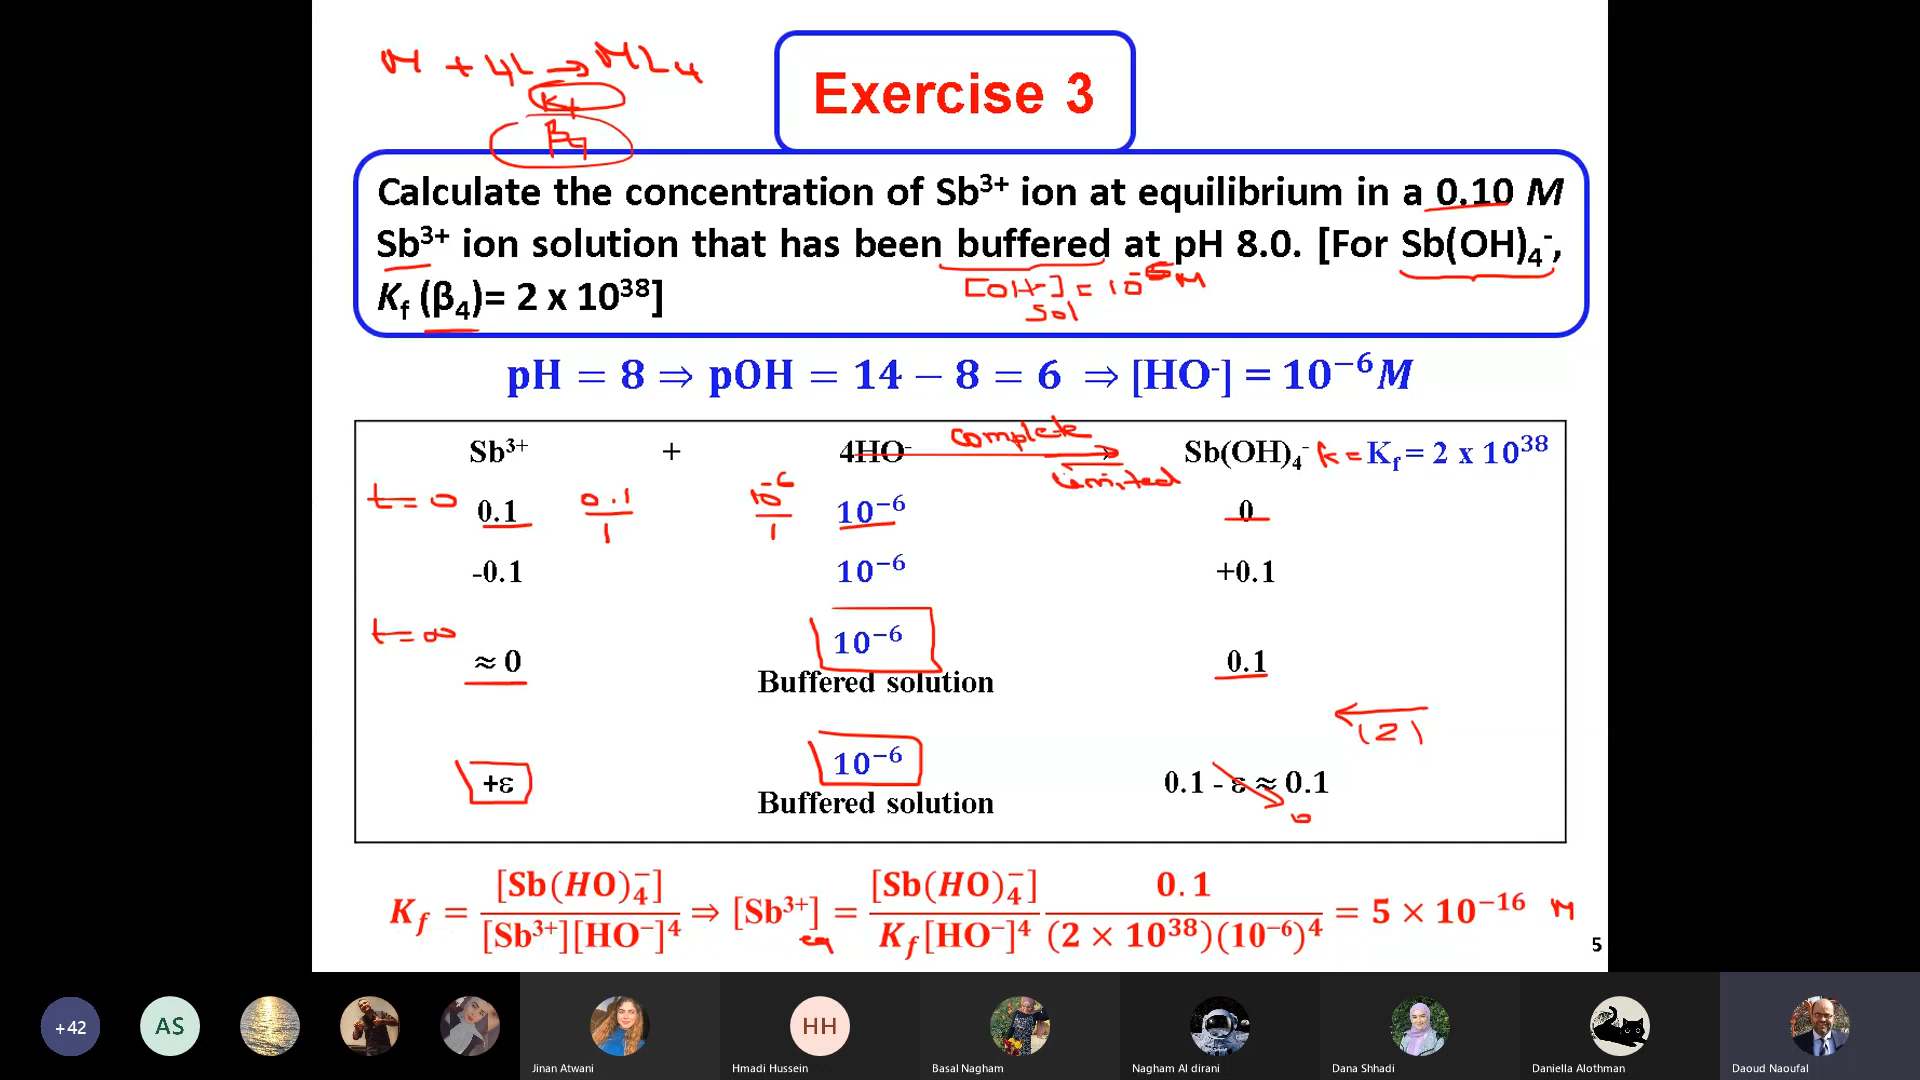 M + 4L → ML4
Kf
β4
Exercise 3
Calculate the concentration of Sb³⁺ ion at equilibrium in a 0.10 M
Sb³⁺ ion solution that has been buffered at pH 8.0. [For Sb(OH)₄⁻,
Kf (β₄)= 2 x 10³⁸]
[OH⁻] = 10⁻⁶ M
sol
pH = 8 ⇒ pOH = 14 − 8 = 6 ⇒ [HO⁻] = 10⁻⁶ M
complete
Sb³⁺ + 4HO⁻ → Sb(OH)₄⁻ k = Kf = 2 x 10³⁸
limited
t=0 0.1 0.1/1 10⁻⁶/1 10⁻⁶ 0
-0.1 10⁻⁶ +0.1
t=∞ 10⁻⁶
≈ 0 0.1
Buffered solution
(2)
10⁻⁶
+ε 0.1 - ε ≈ 0.1
Buffered solution 0
Kf = [Sb(HO)₄⁻] / [Sb³⁺][HO⁻]⁴ ⇒ [Sb³⁺]eq = [Sb(HO)₄⁻] / Kf[HO⁻]⁴ 0.1 / (2 × 10³⁸)(10⁻⁶)⁴ = 5 × 10⁻¹⁶ M
5
+42 AS HH
Jinan Atwani Hmadi Hussein Basal Nagham Nagham Al dirani Dana Shhadi Daniella Alothman Daoud Naoufal